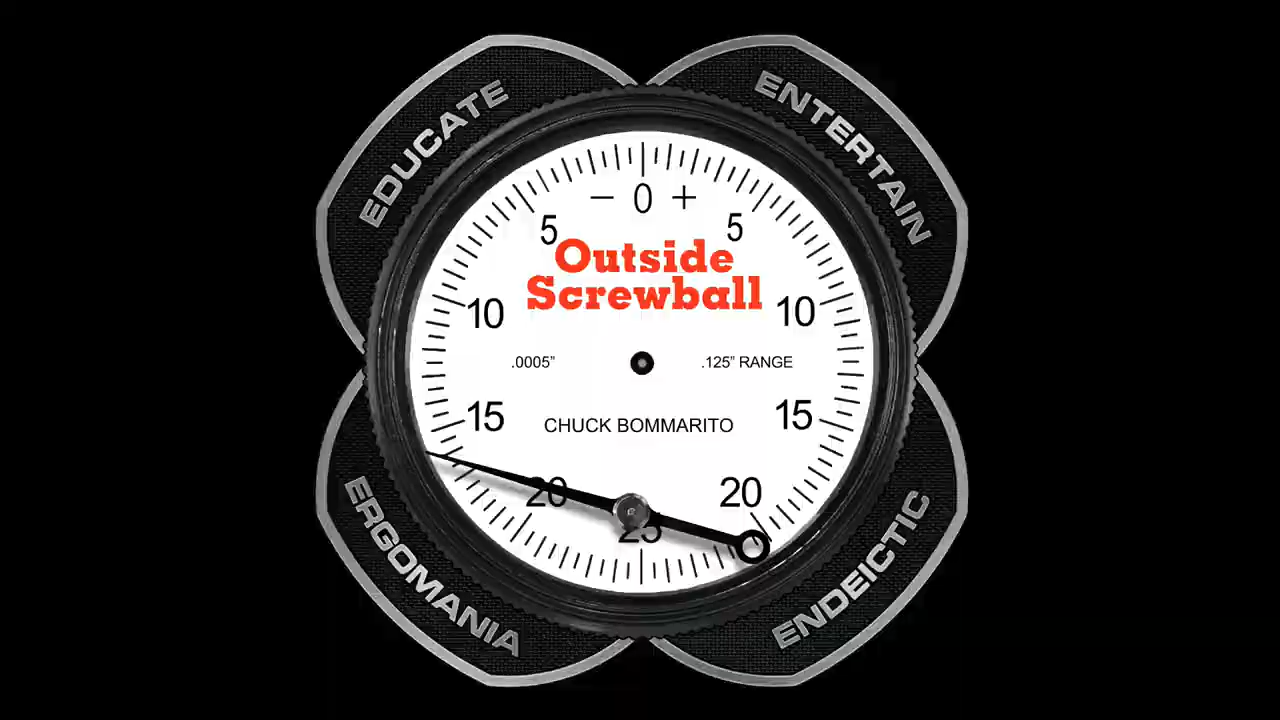 EDUCATE
ENTERTAIN
− 0 +
5 5
Outside
Screwball
10 10
.0005" .125" RANGE
15 15
CHUCK BOMMARITO
20 20
25
ERGOMANIA
ENDEICTIC